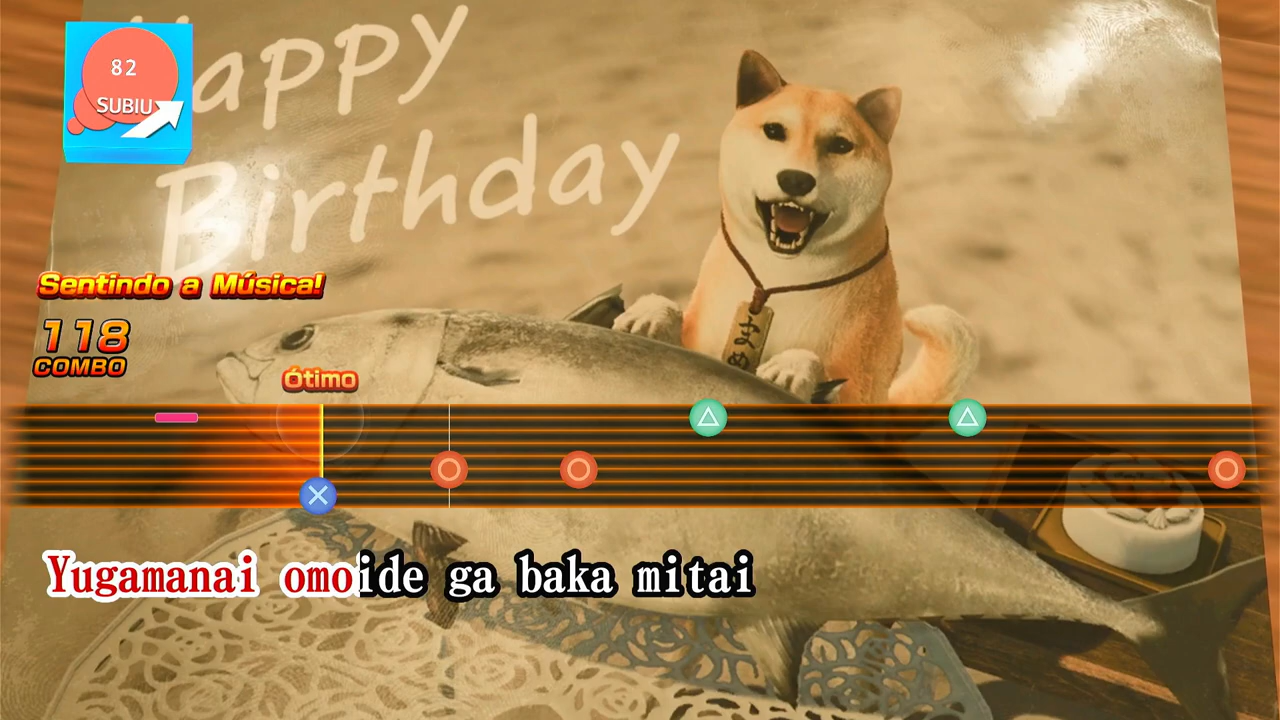 Happy
Birthday
82
SUBIU
Sentindo a Música!
118
COMBO
Ótimo
Yugamanai omoide ga baka mitai